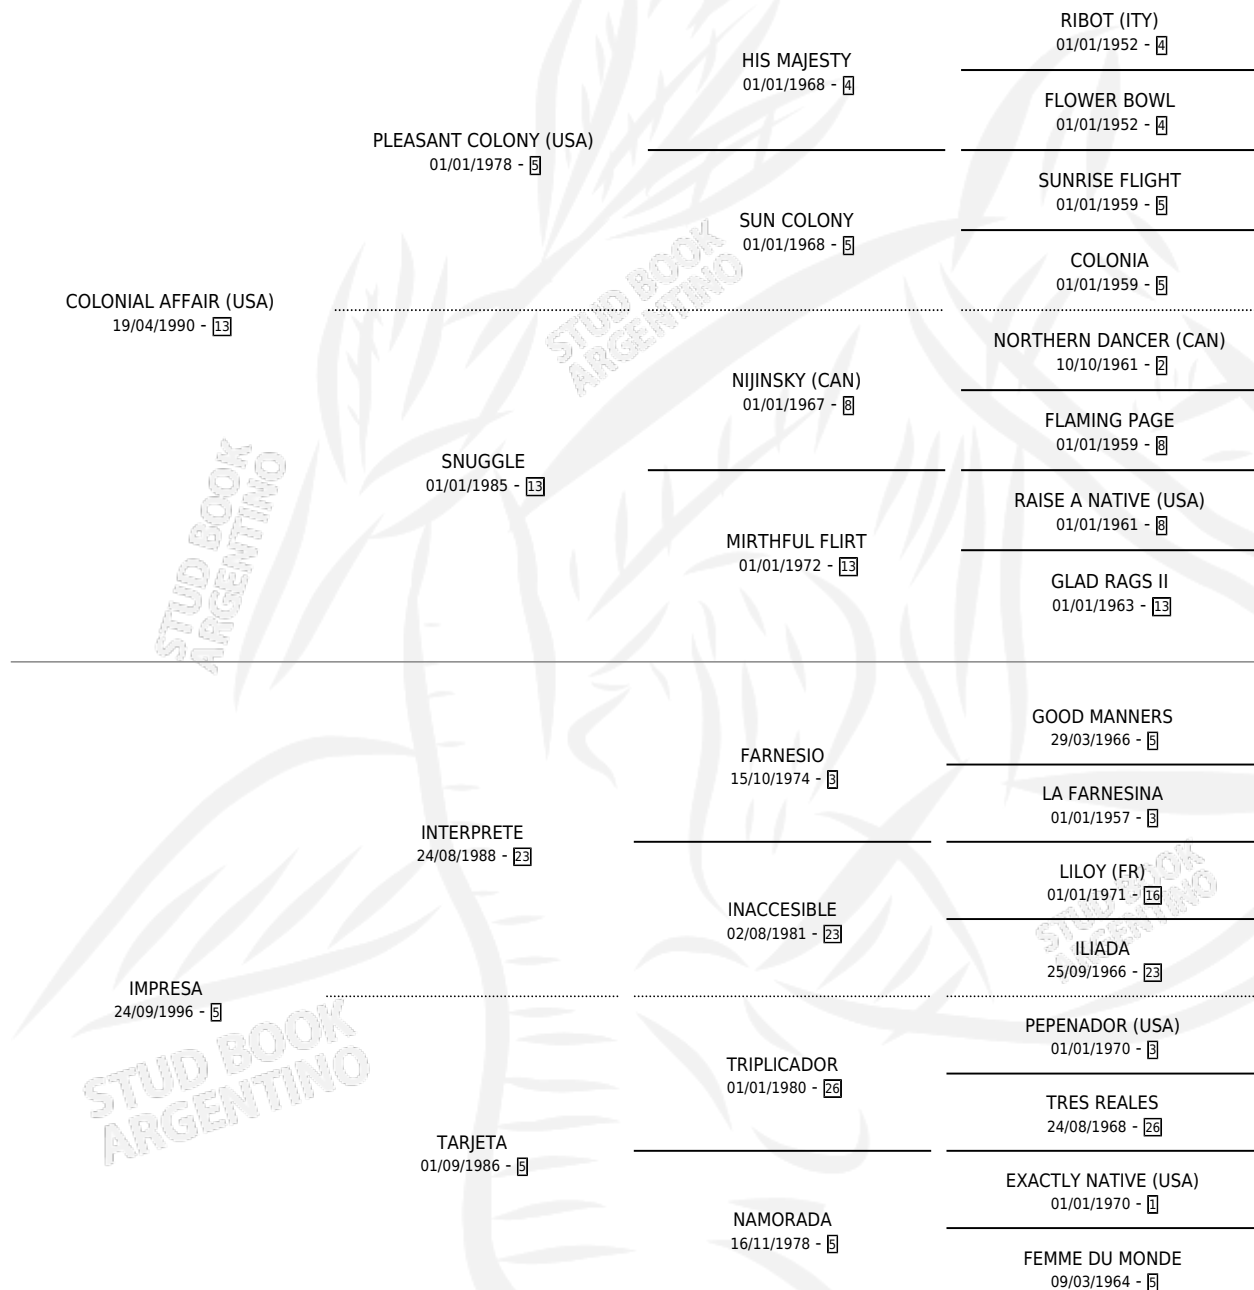 RIBOT (ITY)
01/01/1952 - 4
HIS MAJESTY
01/01/1968 - 4
FLOWER BOWL
01/01/1952 - 4
PLEASANT COLONY (USA)
01/01/1978 - 5
SUNRISE FLIGHT
01/01/1959 - 5
SUN COLONY
01/01/1968 - 5
COLONIA
01/01/1959 - 5
COLONIAL AFFAIR (USA)
19/04/1990 - 13
NORTHERN DANCER (CAN)
10/10/1961 - 2
NIJINSKY (CAN)
01/01/1967 - 8
FLAMING PAGE
01/01/1959 - 8
SNUGGLE
01/01/1985 - 13
RAISE A NATIVE (USA)
01/01/1961 - 8
MIRTHFUL FLIRT
01/01/1972 - 13
GLAD RAGS II
01/01/1963 - 13
GOOD MANNERS
29/03/1966 - 5
FARNESIO
15/10/1974 - 3
LA FARNESINA
01/01/1957 - 3
INTERPRETE
24/08/1988 - 23
LILOY (FR)
01/01/1971 - 16
INACCESIBLE
02/08/1981 - 23
ILIADA
25/09/1966 - 23
IMPRESA
24/09/1996 - 5
PEPENADOR (USA)
01/01/1970 - 3
TRIPLICADOR
01/01/1980 - 26
TRES REALES
24/08/1968 - 26
TARJETA
01/09/1986 - 5
EXACTLY NATIVE (USA)
01/01/1970 - 1
NAMORADA
16/11/1978 - 5
FEMME DU MONDE
09/03/1964 - 5
STUD BOOK
ARGENTINO
STUD BOOK
ARGENTINO
STUD BOOK
ARGENTINO
STUD BOOK
ARGENTINO